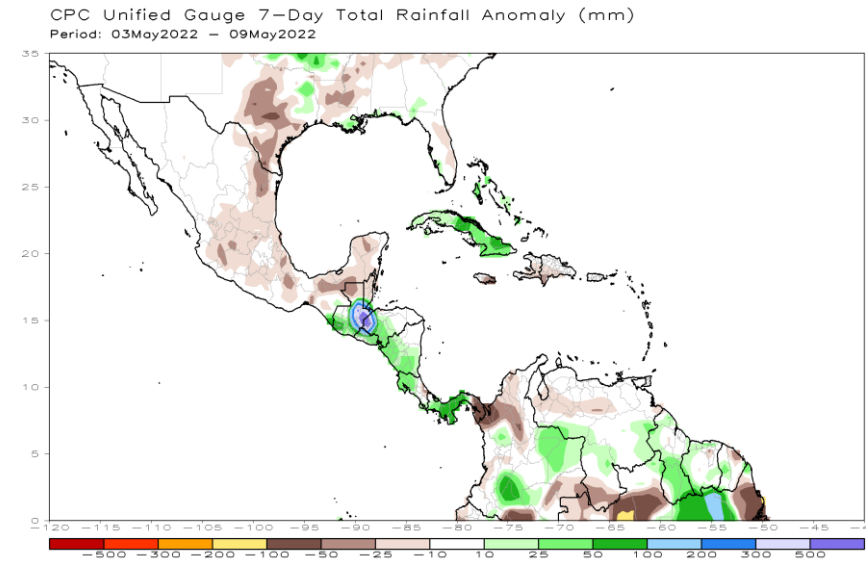 CPC Unified Gauge 7-Day Total Rainfall Anomaly (mm)
Period: 03May2022 - 09May2022
35
30
25
20
15
10
5
0
-120 -115 -110 -105 -100 -95 -90 -85 -80 -75 -70 -65 -60 -55 -50 -45
-500 -300 -200 -100 -50 -25 -10 10 25 50 100 200 300 500